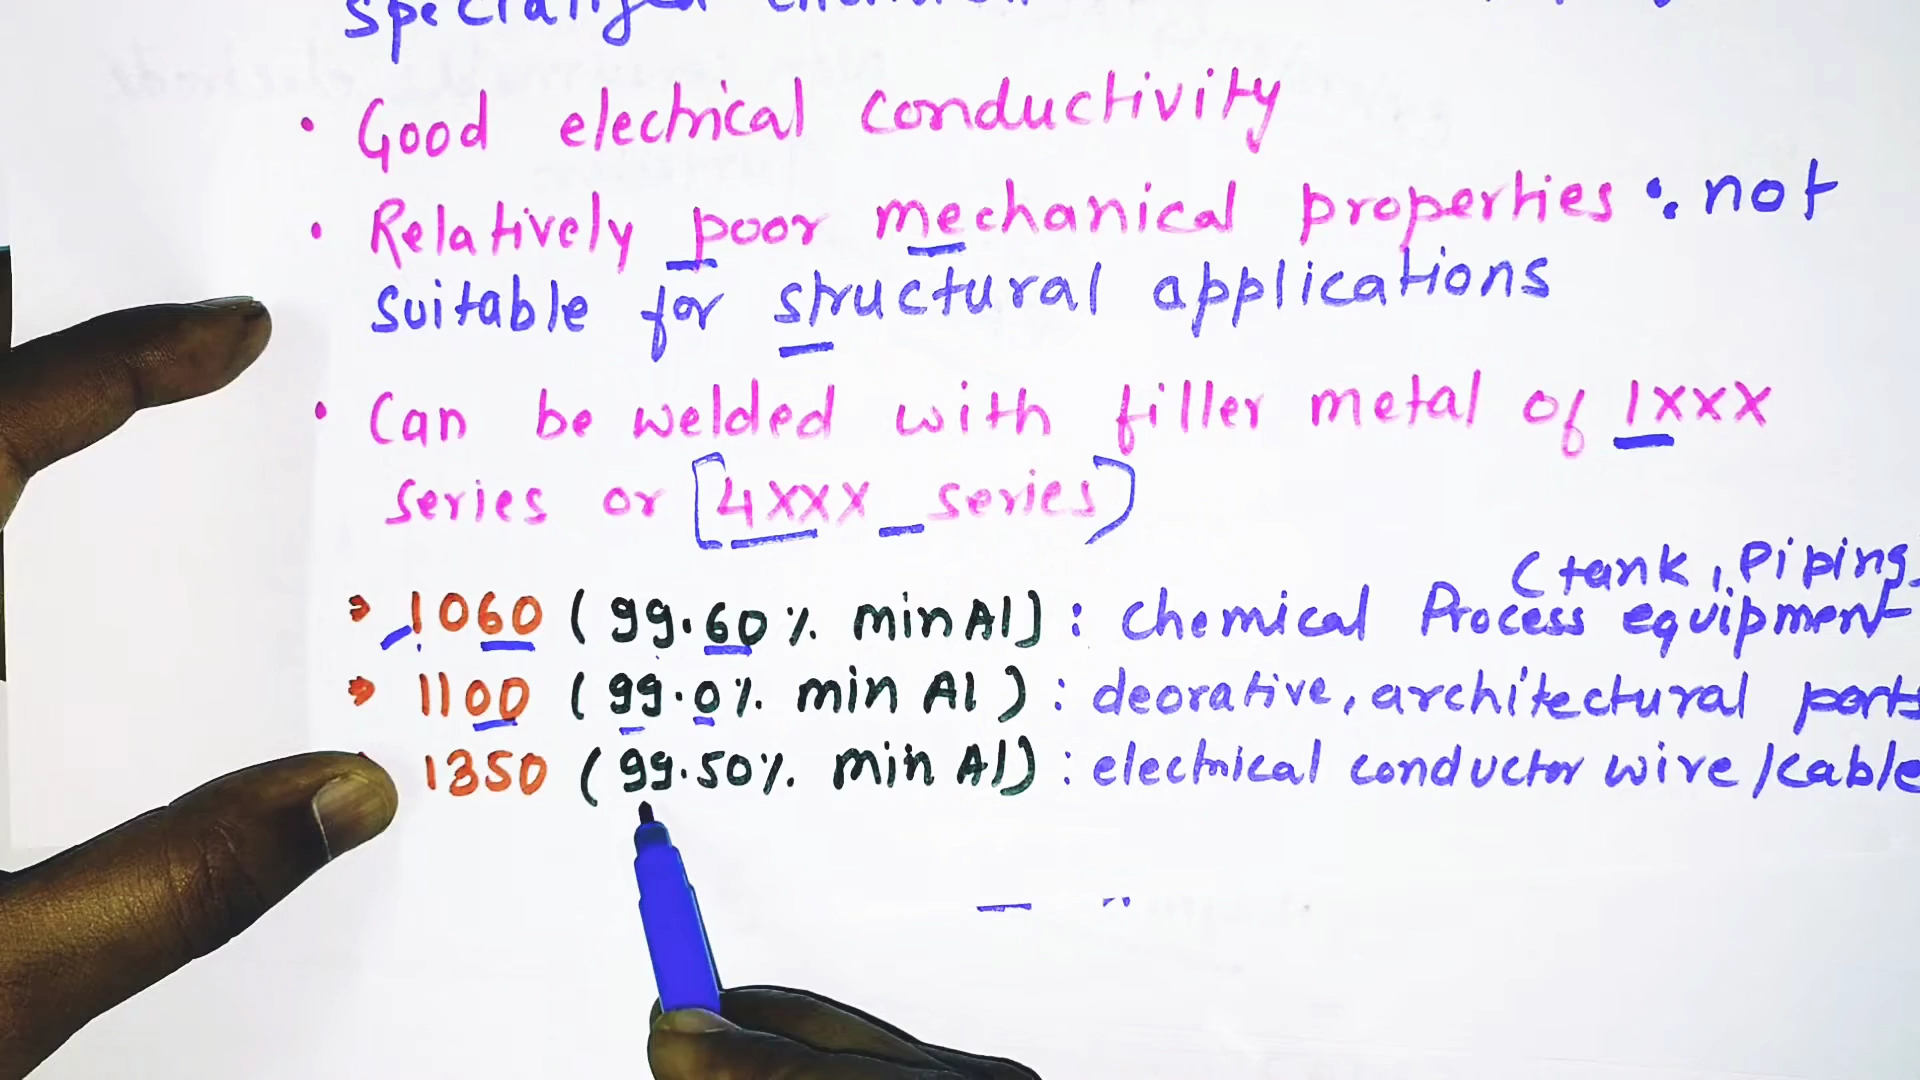 • Good electrical conductivity
• Relatively poor mechanical properties ∴ not
suitable for structural applications
• Can be welded with filler metal of 1XXX
series or [4XXX series)
(tank, Piping,
→ 1060 (99.60% min Al) : chemical Process equipment
→ 1100 (99.0% min Al) : deorative, architectural parts
1350 (99.50% min Al) : electrical conductor wire/cable